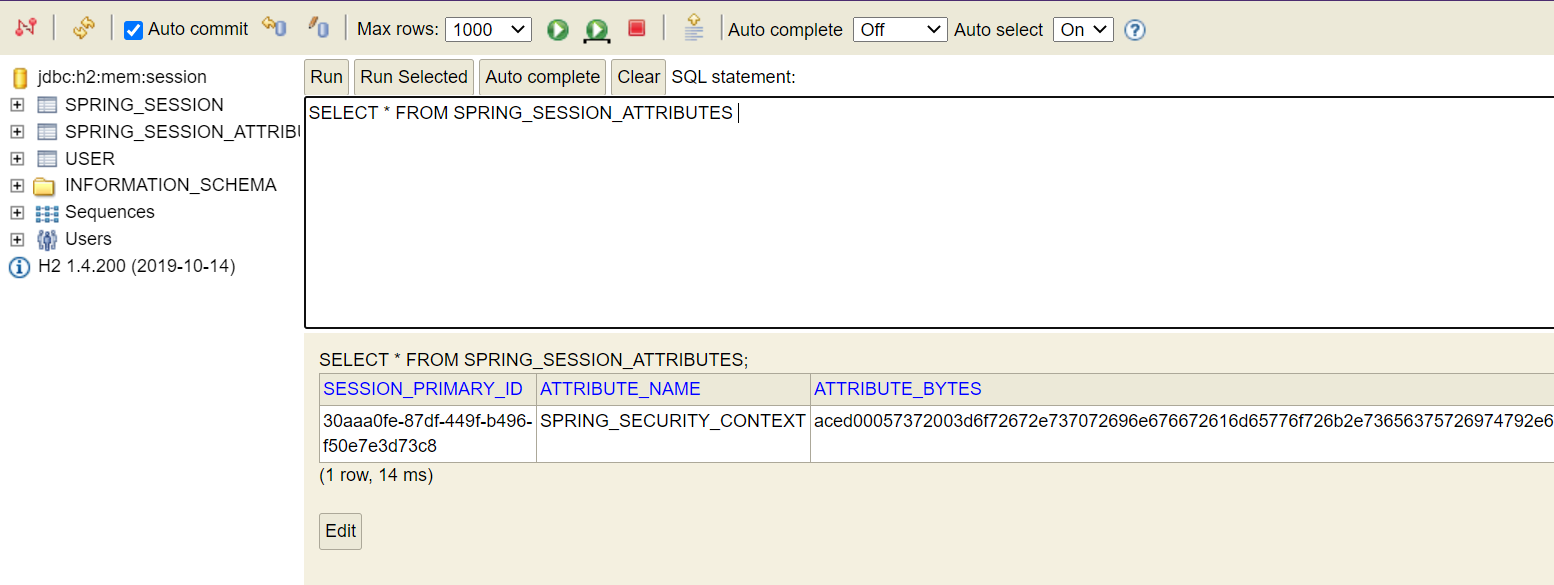 Auto commit Max rows: 1000 Auto complete Off Auto select On
jdbc:h2:mem:session
SPRING_SESSION
SPRING_SESSION_ATTRIBU
USER
INFORMATION_SCHEMA
Sequences
Users
H2 1.4.200 (2019-10-14)
Run Run Selected Auto complete Clear SQL statement:
SELECT * FROM SPRING_SESSION_ATTRIBUTES
SELECT * FROM SPRING_SESSION_ATTRIBUTES;
SESSION_PRIMARY_ID ATTRIBUTE_NAME ATTRIBUTE_BYTES
30aaa0fe-87df-449f-b496- SPRING_SECURITY_CONTEXT aced00057372003d6f72672e737072696e676672616d65776f726b2e73656375726974792e6
f50e7e3d73c8
(1 row, 14 ms)
Edit